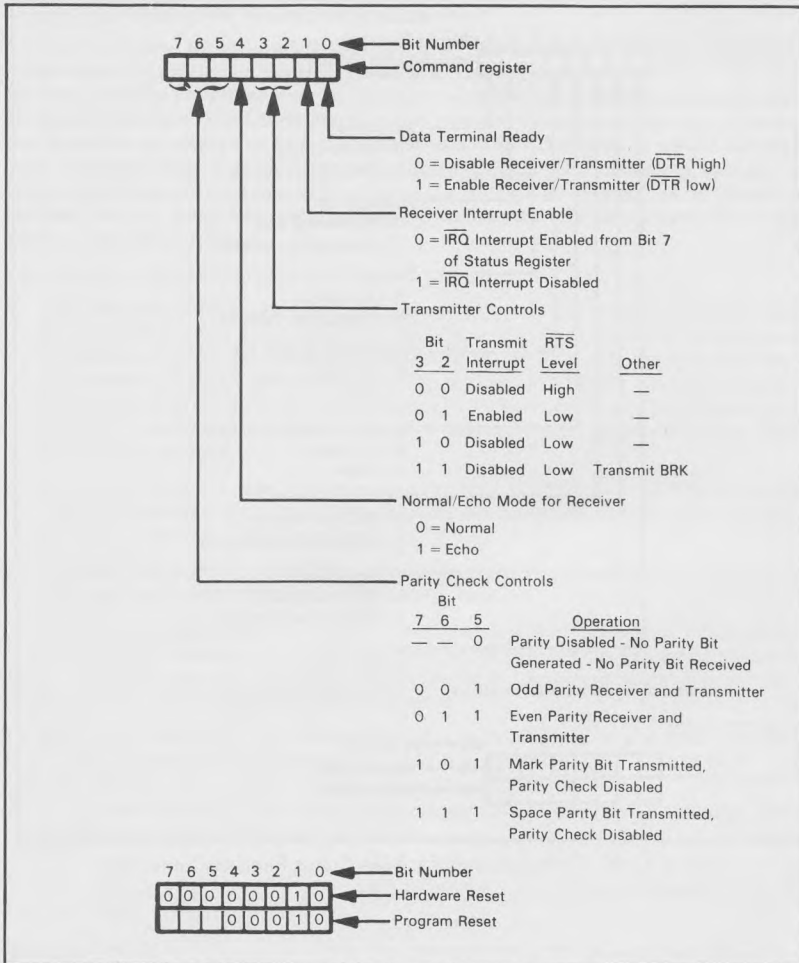 7 6 5 4 3 2 1 0 Bit Number
Command register
Data Terminal Ready
0 = Disable Receiver/Transmitter (D̅T̅R̅ high)
1 = Enable Receiver/Transmitter (D̅T̅R̅ low)
Receiver Interrupt Enable
0 = I̅R̅Q̅ Interrupt Enabled from Bit 7
of Status Register
1 = I̅R̅Q̅ Interrupt Disabled
Transmitter Controls
Bit Transmit R̅T̅S̅
3 2 Interrupt Level Other
0 0 Disabled High —
0 1 Enabled Low —
1 0 Disabled Low —
1 1 Disabled Low Transmit BRK
Normal/Echo Mode for Receiver
0 = Normal
1 = Echo
Parity Check Controls
Bit
7 6 5 Operation
— — 0 Parity Disabled - No Parity Bit
Generated - No Parity Bit Received
0 0 1 Odd Parity Receiver and Transmitter
0 1 1 Even Parity Receiver and
Transmitter
1 0 1 Mark Parity Bit Transmitted,
Parity Check Disabled
1 1 1 Space Parity Bit Transmitted,
Parity Check Disabled
7 6 5 4 3 2 1 0 Bit Number
0 0 0 0 0 0 1 0 Hardware Reset
0 0 0 1 0 Program Reset